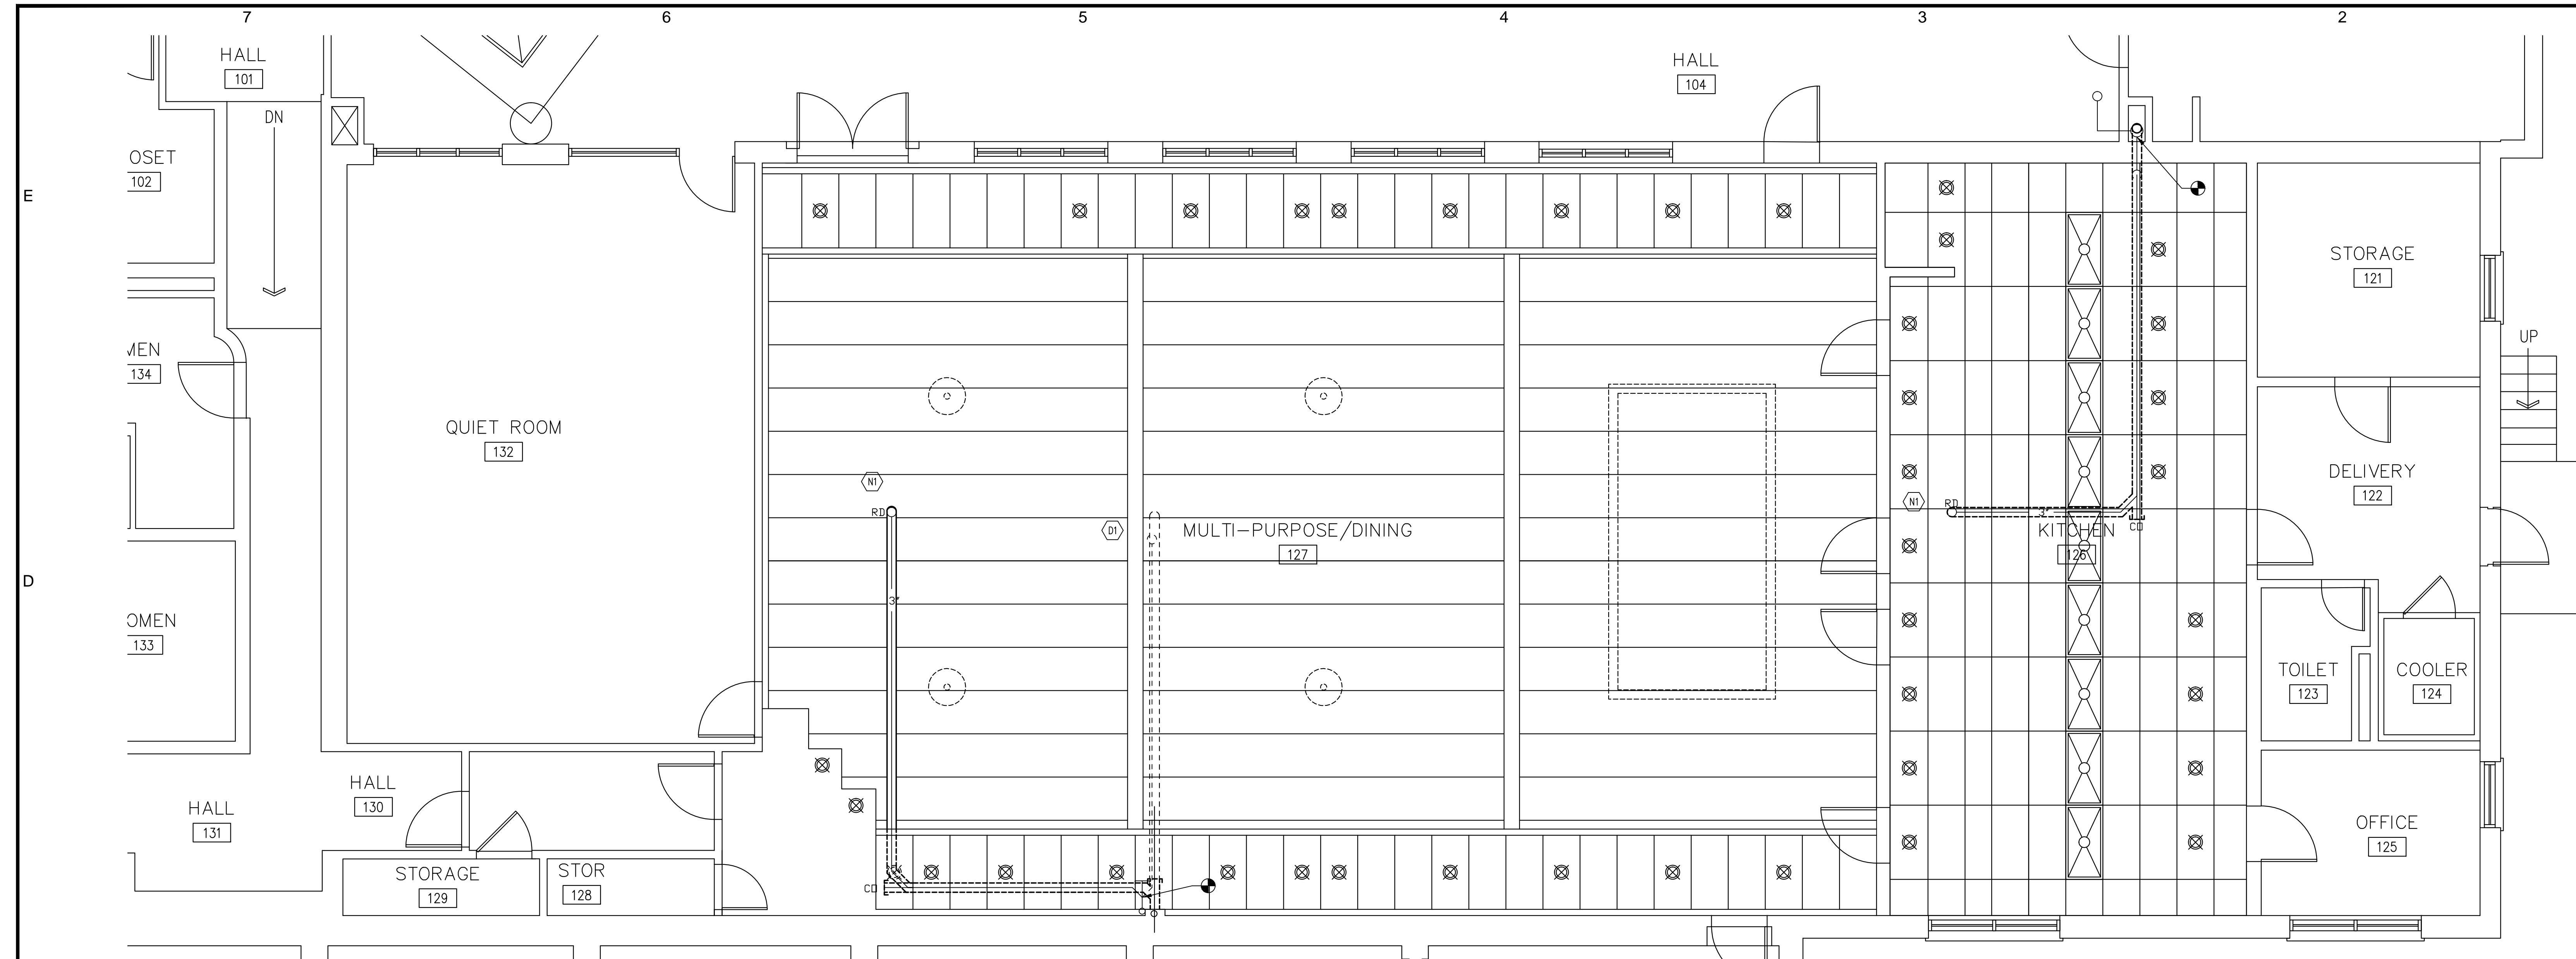 7 6 5 4 3 2
HALL
101
HALL
104
DN
OSET
102
E
STORAGE
121
UP
MEN
134
QUIET ROOM
132
N1
RD
D1
MULTI-PURPOSE/DINING
127
N1
RD
3"
CO
KITCHEN
126
DELIVERY
122
D
3"
OMEN
133
TOILET
123
COOLER
124
HALL
130
HALL
131
OFFICE
125
STORAGE
129
STOR
128
CO